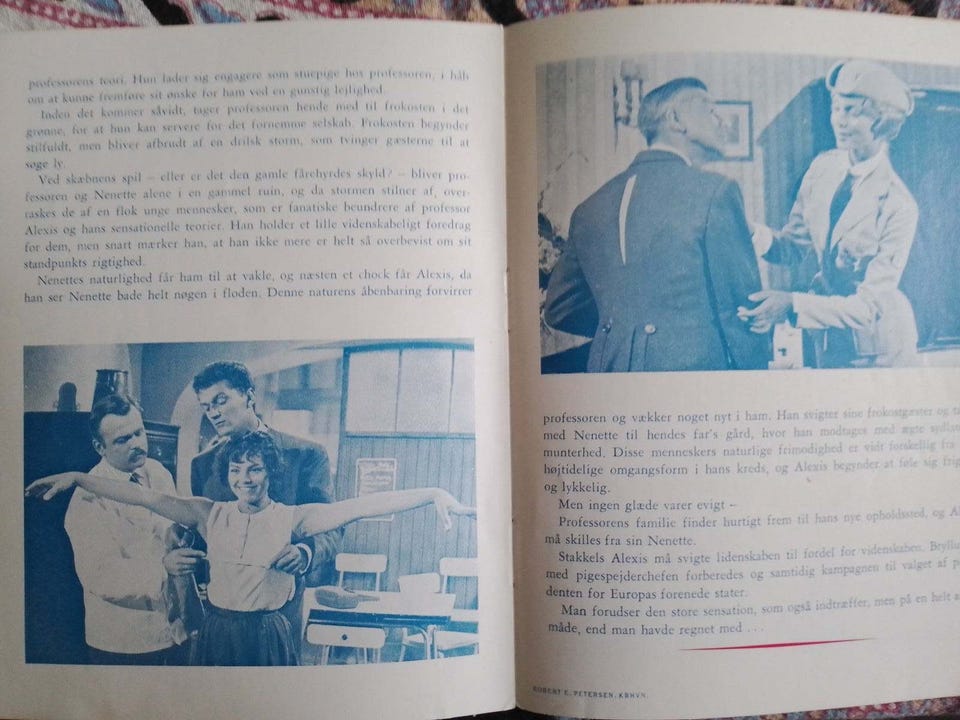 professorens teori. Hun lader sig engagere som stuepige hos professoren, i håb
om at kunne fremføre sit ønske for ham ved en gunstig lejlighed.
Inden det kommer såvidt, tager professoren hende med til frokosten i det
grønne, for at hun kan servere for det fornemme selskab. Frokosten begynder
stilfuldt, men bliver afbrudt af en drilsk storm, som tvinger gæsterne til at
søge ly.
Ved skæbnens spil — eller er det den gamle fårehyrdes skyld? — bliver pro-
fessoren og Nenette alene i en gammel ruin, og da stormen stilner af, over-
raskes de af en flok unge mennesker, som er fanatiske beundrere af professor
Alexis og hans sensationelle teorier. Han holder et lille videnskabeligt foredrag
for dem, men snart mærker han, at han ikke mere er helt så overbevist om sit
standpunkts rigtighed.
Nenettes naturlighed får ham til at vakle, og næsten et chock får Alexis, da
han ser Nenette bade helt nøgen i floden. Denne naturens åbenbaring forvirrer
professoren og vækker noget nyt i ham. Han svigter sine frokostgæster og
med Nenette til hendes far's gård, hvor han modtages med ægte
munterhed. Disse menneskers naturlige frimodighed er vidt forskellig fra
højtidelige omgangsform i hans kreds, og Alexis begynder at føle sig
og lykkelig.
Men ingen glæde varer evigt —
Professorens familie finder hurtigt frem til hans nye opholdssted, og
må skilles fra sin Nenette.
Stakkels Alexis må svigte lidenskaben til fordel for videnskaben.
med pigespejderchefen forberedes og samtidig kampagnen til valget af
denten for Europas forenede stater.
Man forudser den store sensation, som også indtræffer, men på en helt
måde, end man havde regnet med . . .
ROBERT E. PETERSEN. KBHVN.